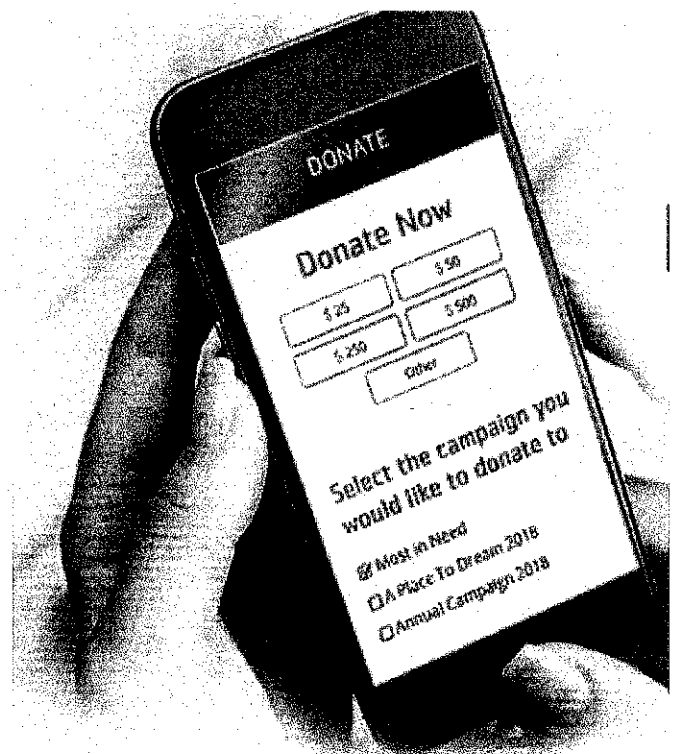 DONATE
Donate Now
$ 25
$ 50
$ 250
$ 500
Other
Select the campaign you
would like to donate to
☑ Most in Need
☐ A Place To Dream 2018
☐ Annual Campaign 2018